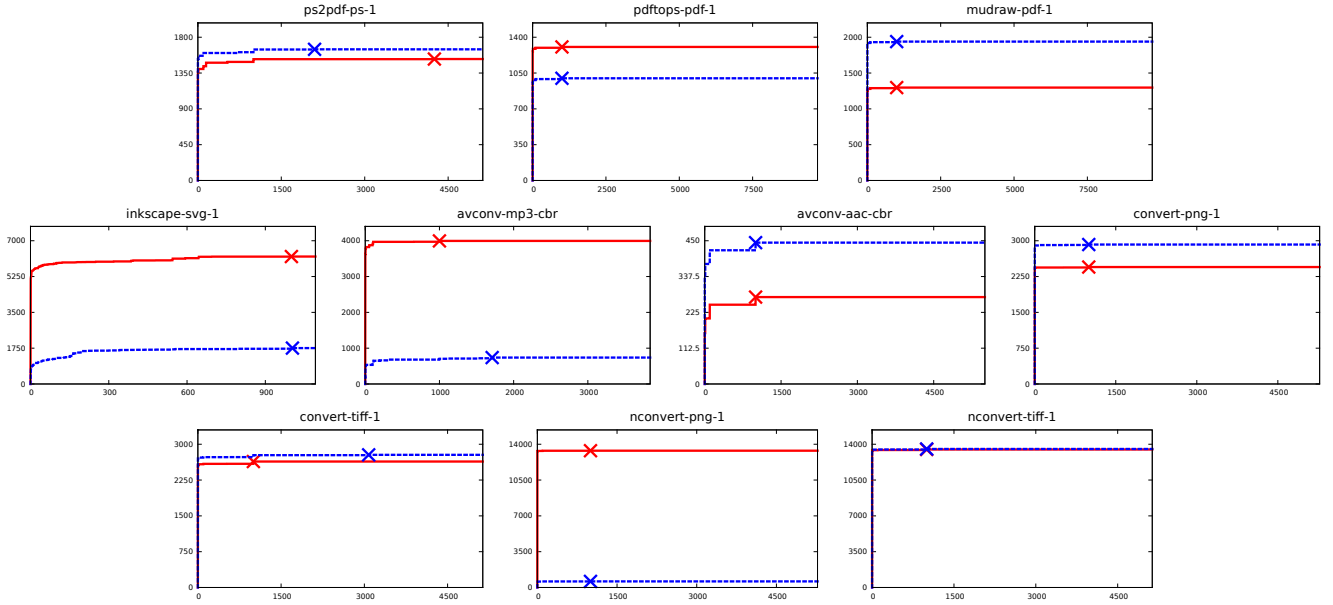 ps2pdf-ps-1 pdftops-pdf-1 mudraw-pdf-1
1800 1400 2000
1350 1050 1500
900 700 1000
450 350 500
0 0 0
0 1500 3000 4500 0 2500 5000 7500 0 2500 5000 7500
inkscape-svg-1 avconv-mp3-cbr avconv-aac-cbr convert-png-1
7000 4000 450 3000
5250 3000 337.5 2250
3500 2000 225 1500
1750 1000 112.5 750
0 0 0 0
0 300 600 900 0 1000 2000 3000 0 1500 3000 4500 0 1500 3000 4500
convert-tiff-1 nconvert-png-1 nconvert-tiff-1
3000 14000 14000
2250 10500 10500
1500 7000 7000
750 3500 3500
0 0 0
0 1500 3000 4500 0 1500 3000 4500 0 1500 3000 4500